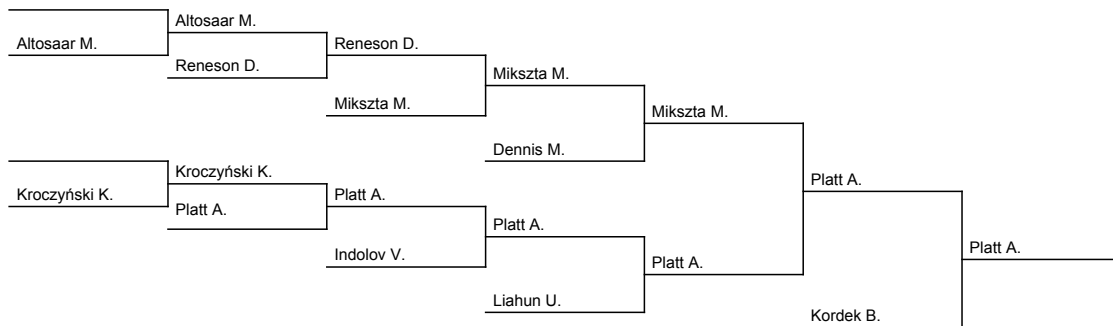 Altosaar M.
Altosaar M.
Reneson D.
Reneson D.
Mikszta M.
Mikszta M.
Mikszta M.
Dennis M.
Kroczyński K.
Kroczyński K.
Platt A.
Platt A.
Platt A.
Platt A.
Indolov V.
Platt A.
Platt A.
Liahun U.
Kordek B.